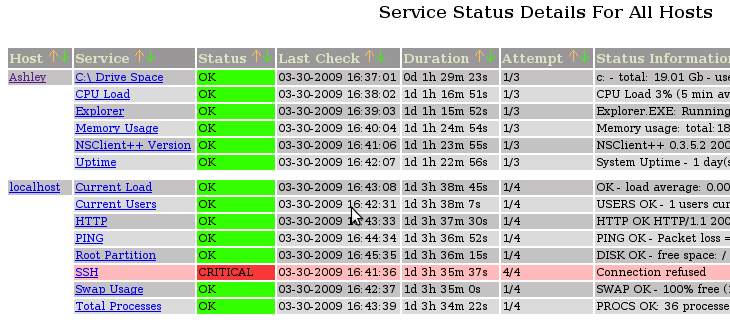 Service Status Details For All Hosts
Host Service Status Last Check Duration Attempt Status Information
Ashley C:\ Drive Space OK 03-30-2009 16:37:01 0d 1h 29m 23s 1/3 c: - total: 19.01 Gb - use
CPU Load OK 03-30-2009 16:38:02 1d 1h 16m 51s 1/3 CPU Load 3% (5 min av
Explorer OK 03-30-2009 16:39:03 1d 1h 15m 52s 1/3 Explorer.EXE: Running
Memory Usage OK 03-30-2009 16:40:04 1d 1h 24m 54s 1/3 Memory usage: total:18
NSClient++ Version OK 03-30-2009 16:41:06 1d 1h 23m 55s 1/3 NSClient++ 0.3.5.2 200
Uptime OK 03-30-2009 16:42:07 1d 1h 22m 56s 1/3 System Uptime - 1 day(s
localhost Current Load OK 03-30-2009 16:43:08 1d 3h 38m 45s 1/4 OK - load average: 0.00
Current Users OK 03-30-2009 16:42:31 1d 3h 38m 7s 1/4 USERS OK - 1 users cur
HTTP OK 03-30-2009 16:43:33 1d 3h 37m 30s 1/4 HTTP OK HTTP/1.1 200
PING OK 03-30-2009 16:44:34 1d 3h 36m 52s 1/4 PING OK - Packet loss =
Root Partition OK 03-30-2009 16:45:35 1d 3h 36m 15s 1/4 DISK OK - free space: /
SSH CRITICAL 03-30-2009 16:41:36 1d 3h 35m 37s 4/4 Connection refused
Swap Usage OK 03-30-2009 16:42:37 1d 3h 35m 0s 1/4 SWAP OK - 100% free (1
Total Processes OK 03-30-2009 16:43:39 1d 3h 34m 22s 1/4 PROCS OK: 36 processe